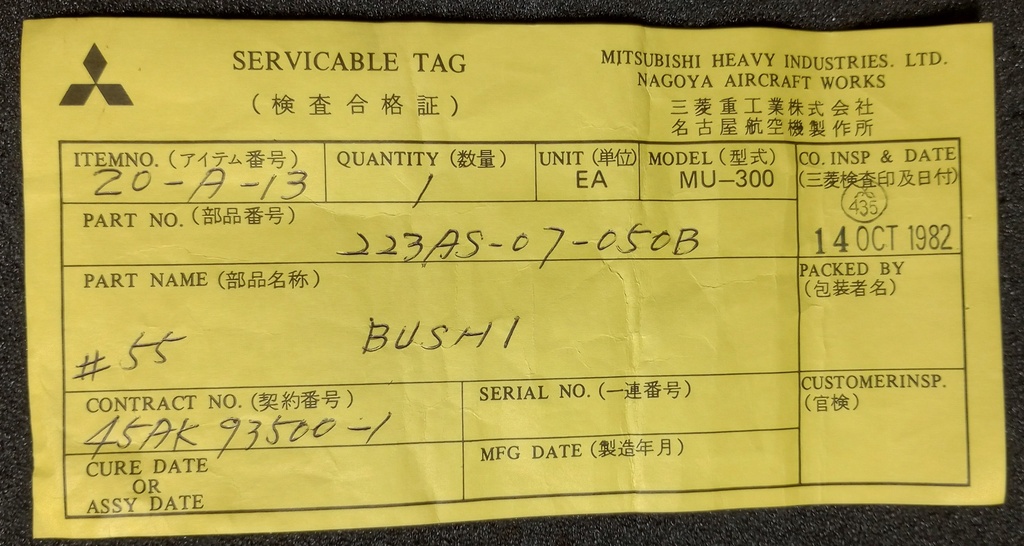 SERVICABLE TAG
(検査合格証)
MITSUBISHI HEAVY INDUSTRIES. LTD.
NAGOYA AIRCRAFT WORKS
三菱重工業株式会社
名古屋航空機製作所
ITEMNO. (アイテム番号)
20-A-13
QUANTITY (数量)
1
UNIT (単位)
EA
MODEL (型式)
MU-300
CO. INSP & DATE
(三菱検査印及日付)
435
14 OCT 1982
PART NO. (部品番号)
223AS-07-050B
PACKED BY
(包装者名)
PART NAME (部品名称)
# 55 BUSHI
CONTRACT NO. (契約番号)
45AK 93500-1
SERIAL NO. (一連番号)
CUSTOMERINSP.
(官検)
CURE DATE
OR
ASSY DATE
MFG DATE (製造年月)